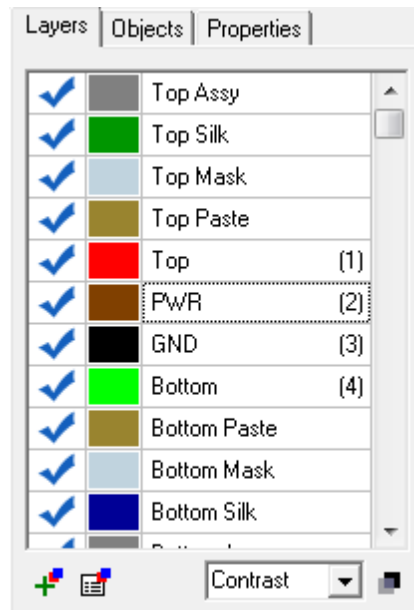 Layers Objects Properties
Top Assy
Top Silk
Top Mask
Top Paste
Top (1)
PWR (2)
GND (3)
Bottom (4)
Bottom Paste
Bottom Mask
Bottom Silk
Contrast